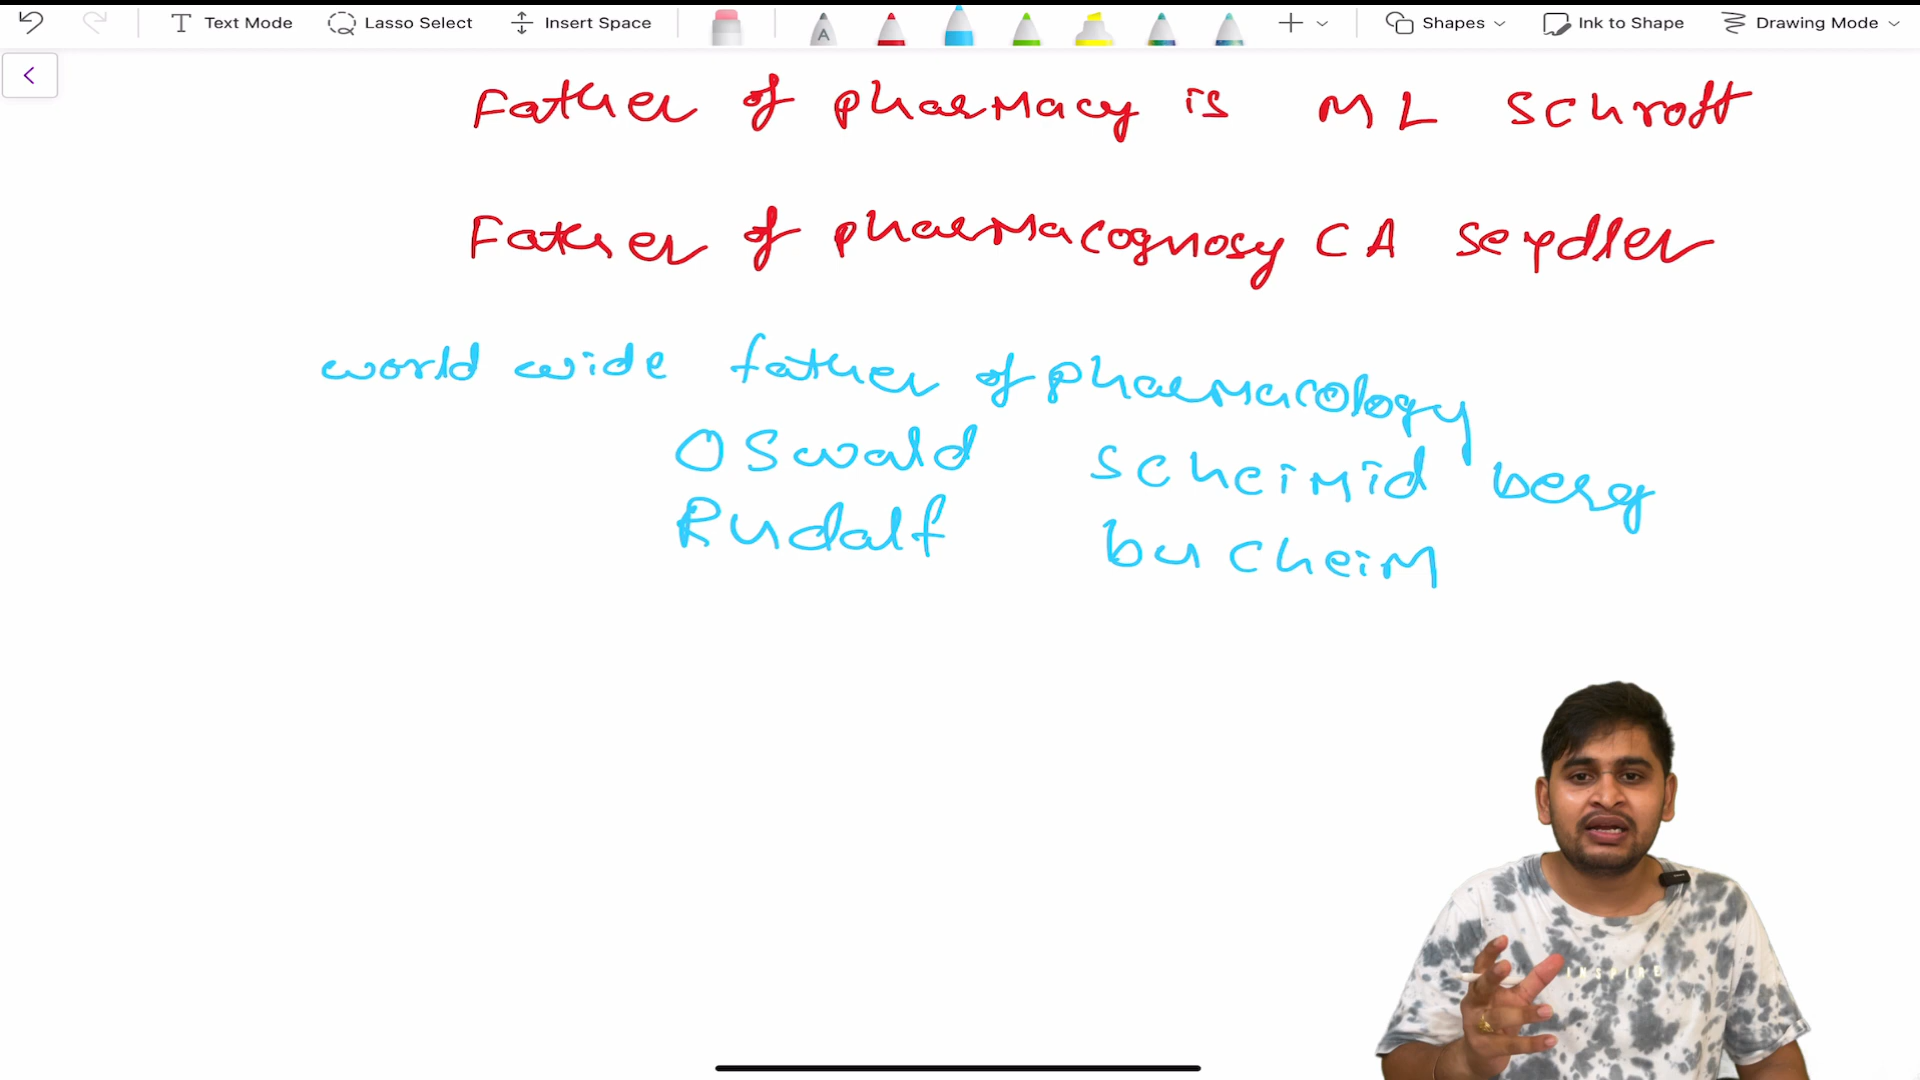 Text Mode Lasso Select Insert Space A Shapes Ink to Shape Drawing Mode
Father of pharmacy is ML Schroff
Father of pharmacognosy CA seydler
world wide father of pharmacology
Oswald scheimid berg
Rudalf bucheim
INSPIRE